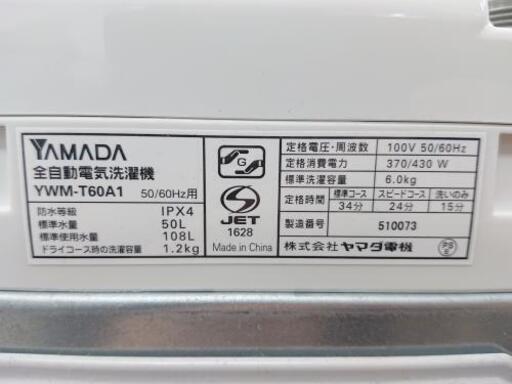 YAMADA
全自動電気洗濯機
YWM-T60A1 50/60Hz用
防水等級 IPX4
標準水量 50L
標準使用水量 108L
ドライコース時の洗濯容量 1.2kg
G
S
JET
1628
Made in China
定格電圧・周波数 100V 50/60Hz
定格消費電力 370/430 W
標準洗濯容量 6.0kg
定格時間 標準コース スピードコース 洗いのみ
34分 24分 15分
製造番号 510073
株式会社ヤマダ電機
PS
E